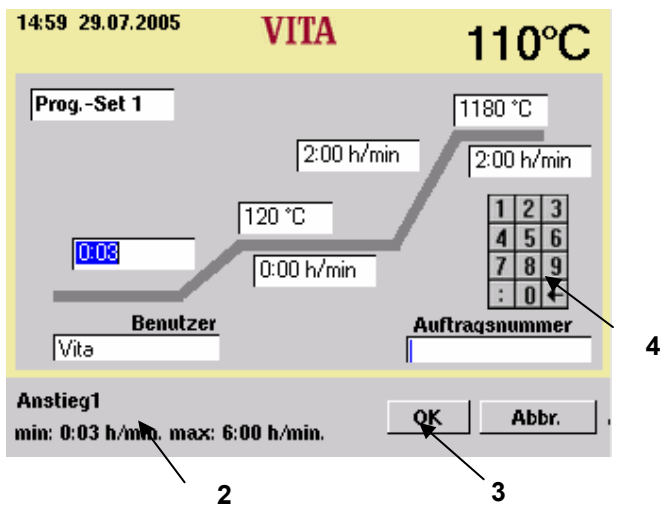 14:59 29.07.2005
VITA
110°C
Prog.-Set 1
1180 °C
2:00 h/min
2:00 h/min
120 °C
0:03
0:00 h/min
1 2 3
4 5 6
7 8 9
: 0 ←
Benutzer
Auftragsnummer
Vita
4
Anstieg1
min: 0:03 h/min. max: 6:00 h/min.
OK
Abbr.
2
3